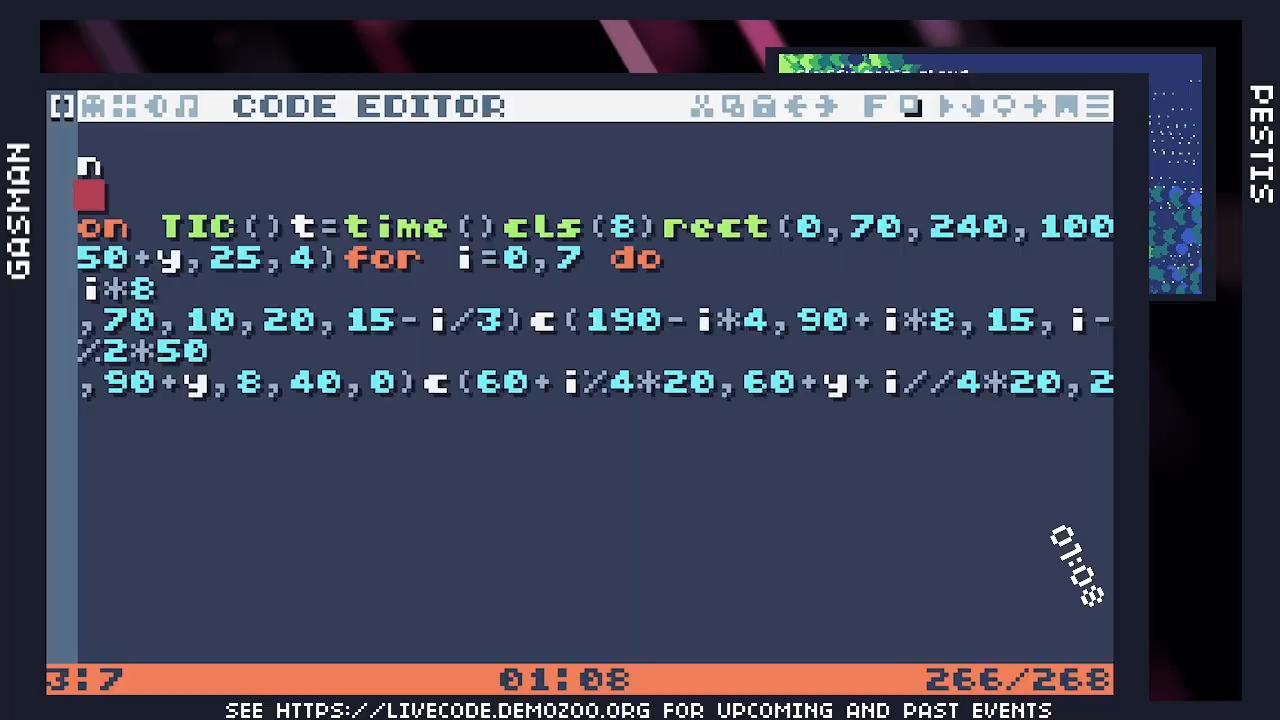 CODE EDITOR
n
on TIC()t=time()cls(8)rect(0,70,240,100
50+y,25,4)for i=0,7 do
i*8
,70,10,20,15-i/3)c(190-i*4,90+i*8,15,i-
%2*50
,90+y,8,40,0)c(60+i%4*20,60+y+i//4*20,2
01:08
3:7 01:08 266/268
GASMAN
PESTIS
SEE HTTPS://LIVECODE.DEMOZOO.ORG FOR UPCOMING AND PAST EVENTS